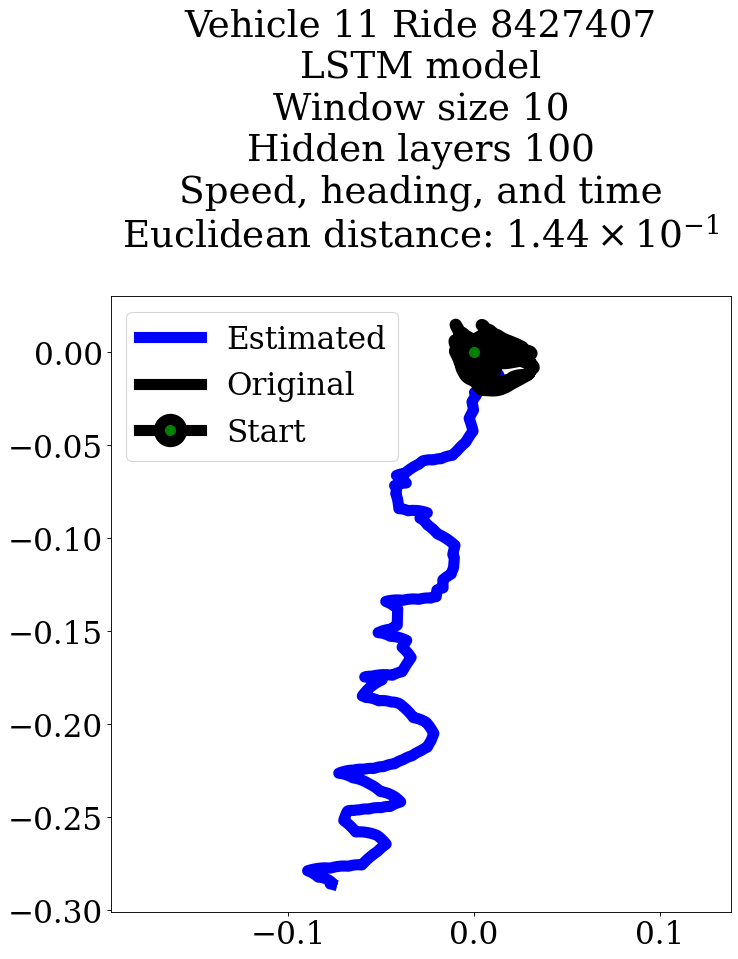 Vehicle 11 Ride 8427407
LSTM model
Window size 10
Hidden layers 100
Speed, heading, and time
Euclidean distance: 1.44 × 10⁻¹
Estimated
Original
Start
0.00
−0.05
−0.10
−0.15
−0.20
−0.25
−0.30
−0.1
0.0
0.1